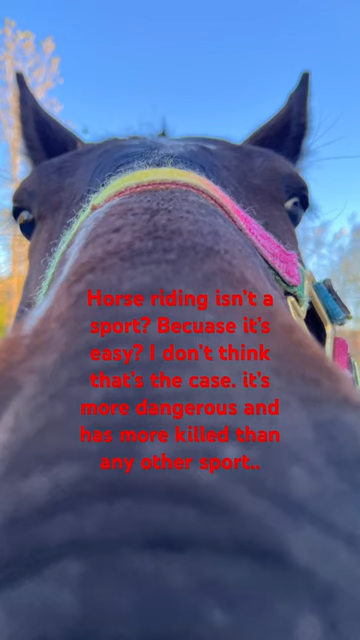 Horse riding isn't a
sport? Becuase it's
easy? I don't think
that's the case. it's
more dangerous and
has more killed than
any other sport..